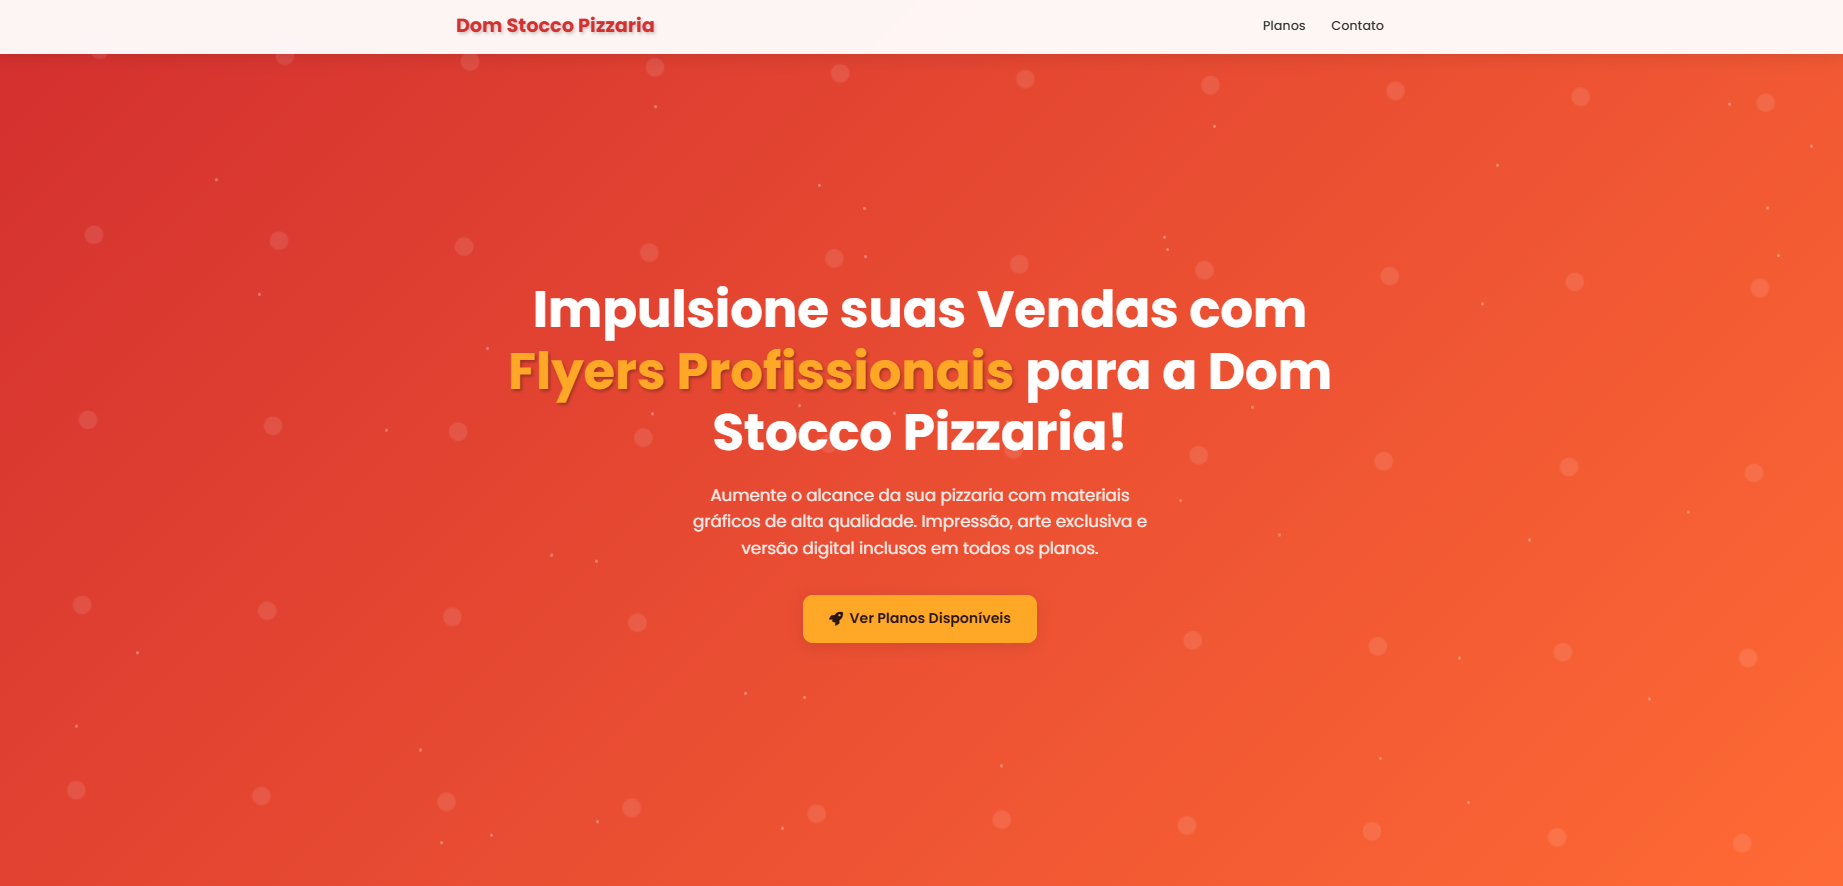 Dom Stocco Pizzaria
Planos
Contato
Impulsione suas Vendas com
Flyers Profissionais para a Dom
Stocco Pizzaria!
Aumente o alcance da sua pizzaria com materiais
gráficos de alta qualidade. Impressão, arte exclusiva e
versão digital inclusos em todos os planos.
Ver Planos Disponíveis